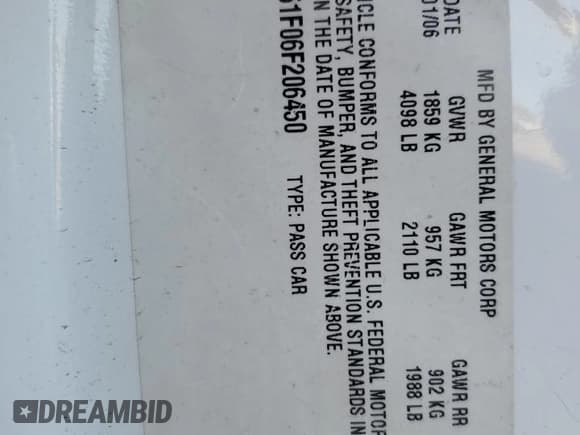 MFD BY GENERAL MOTORS CORP
DATE GVWR GAWR FRT GAWR RR
01/06 1859 KG 957 KG 902 KG
4098 LB 2110 LB 1988 LB
ICLE CONFORMS TO ALL APPLICABLE U.S. FEDERAL MOTOR
SAFETY, BUMPER, AND THEFT PREVENTION STANDARDS IN
N THE DATE OF MANUFACTURE SHOWN ABOVE.
61F06F206450 TYPE: PASS CAR
DREAMBID